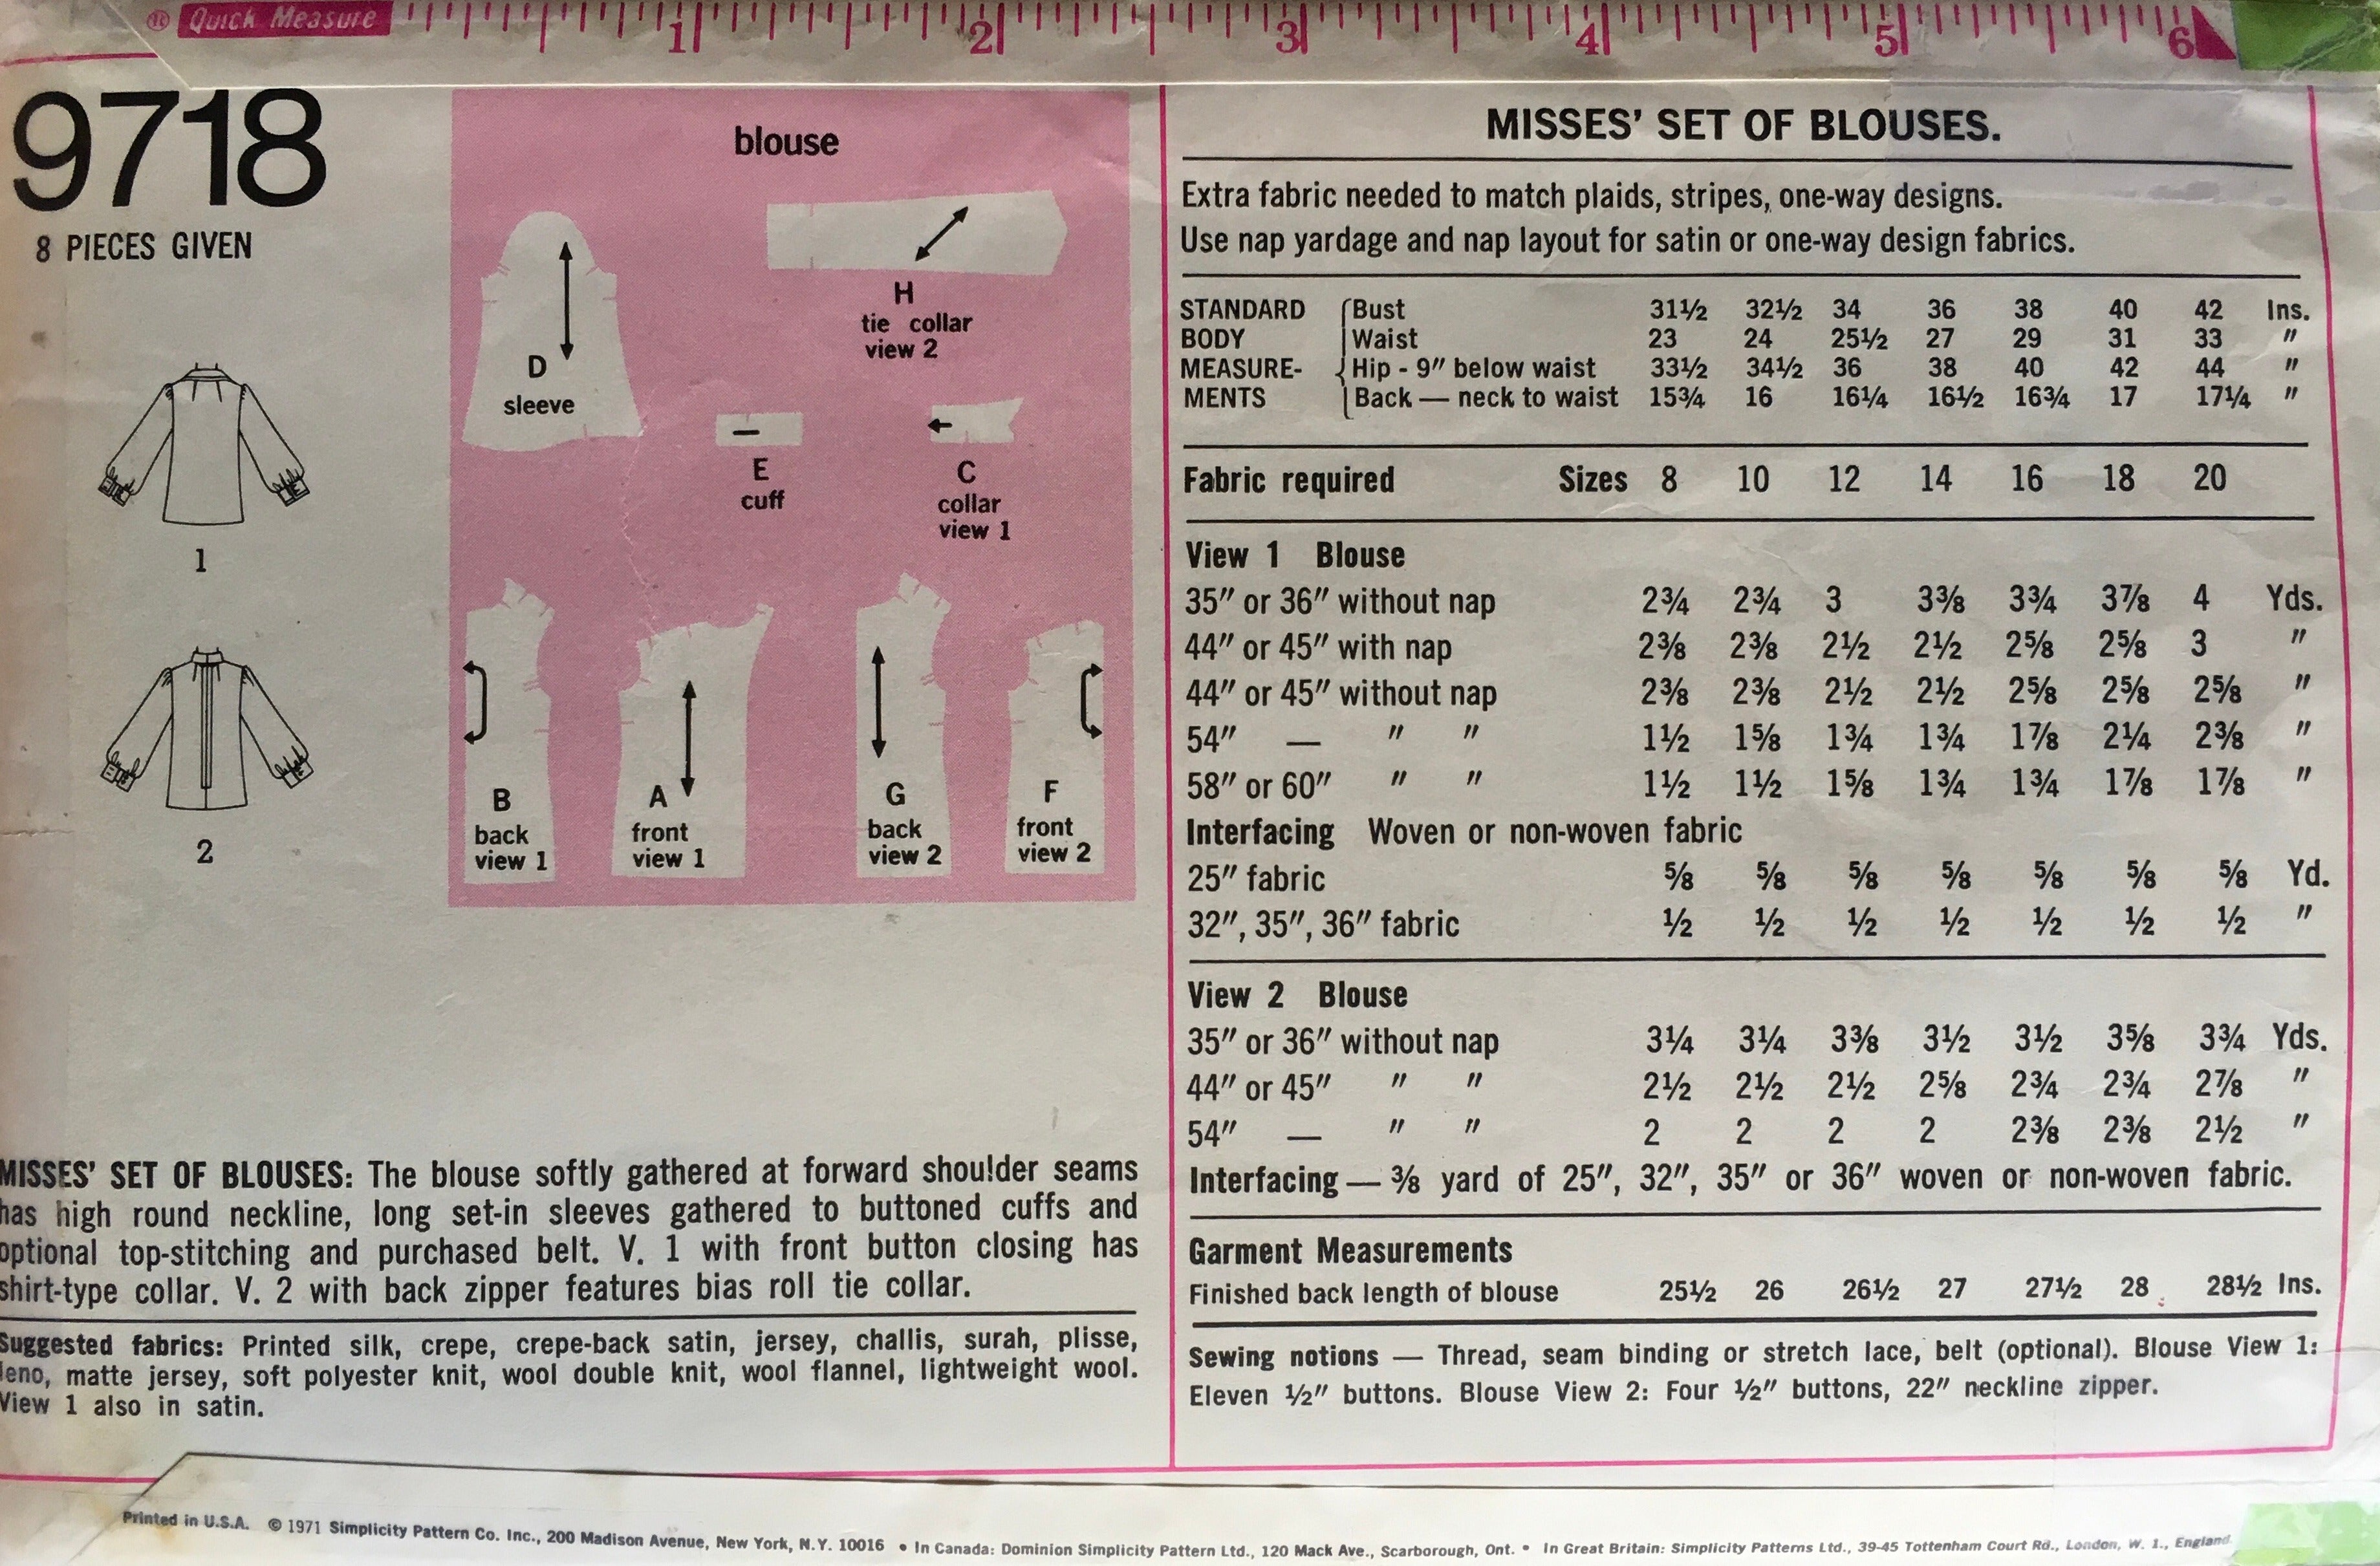 Quick Measure
1 2 3 4 5 6
9718
8 PIECES GIVEN
1
2
blouse
D
sleeve
H
tie collar
view 2
E
cuff
C
collar
view 1
B
back
view 1
A
front
view 1
G
back
view 2
F
front
view 2
MISSES' SET OF BLOUSES: The blouse softly gathered at forward shoulder seams
has high round neckline, long set-in sleeves gathered to buttoned cuffs and
optional top-stitching and purchased belt. V. 1 with front button closing has
shirt-type collar. V. 2 with back zipper features bias roll tie collar.
Suggested fabrics: Printed silk, crepe, crepe-back satin, jersey, challis, surah, plisse,
leno, matte jersey, soft polyester knit, wool double knit, wool flannel, lightweight wool.
View 1 also in satin.
MISSES' SET OF BLOUSES.
Extra fabric needed to match plaids, stripes, one-way designs.
Use nap yardage and nap layout for satin or one-way design fabrics.
STANDARD Bust 31½ 32½ 34 36 38 40 42 Ins.
BODY Waist 23 24 25½ 27 29 31 33 "
MEASURE- Hip - 9" below waist 33½ 34½ 36 38 40 42 44 "
MENTS Back — neck to waist 15¾ 16 16¼ 16½ 16¾ 17 17¼ "
Fabric required Sizes 8 10 12 14 16 18 20
View 1 Blouse
35" or 36" without nap 2¾ 2¾ 3 3⅜ 3¾ 3⅞ 4 Yds.
44" or 45" with nap 2⅜ 2⅜ 2½ 2½ 2⅝ 2⅝ 3 "
44" or 45" without nap 2⅜ 2⅜ 2½ 2½ 2⅝ 2⅝ 2⅝ "
54" — " " 1½ 1⅝ 1¾ 1¾ 1⅞ 2¼ 2⅜ "
58" or 60" " " 1½ 1½ 1⅝ 1¾ 1¾ 1⅞ 1⅞ "
Interfacing Woven or non-woven fabric
25" fabric ⅝ ⅝ ⅝ ⅝ ⅝ ⅝ ⅝ Yd.
32", 35", 36" fabric ½ ½ ½ ½ ½ ½ ½ "
View 2 Blouse
35" or 36" without nap 3¼ 3¼ 3⅜ 3½ 3½ 3⅝ 3¾ Yds.
44" or 45" " " 2½ 2½ 2½ 2⅝ 2¾ 2¾ 2⅞ "
54" — " " 2 2 2 2 2⅜ 2⅜ 2½ "
Interfacing — ⅜ yard of 25", 32", 35" or 36" woven or non-woven fabric.
Garment Measurements
Finished back length of blouse 25½ 26 26½ 27 27½ 28 28½ Ins.
Sewing notions — Thread, seam binding or stretch lace, belt (optional). Blouse View 1:
Eleven ½" buttons. Blouse View 2: Four ½" buttons, 22" neckline zipper.
Printed in U.S.A. © 1971 Simplicity Pattern Co. Inc., 200 Madison Avenue, New York, N.Y. 10016 • In Canada: Dominion Simplicity Pattern Ltd., 120 Mack Ave., Scarborough, Ont. • In Great Britain: Simplicity Patterns Ltd., 39-45 Tottenham Court Rd., London, W. 1., England